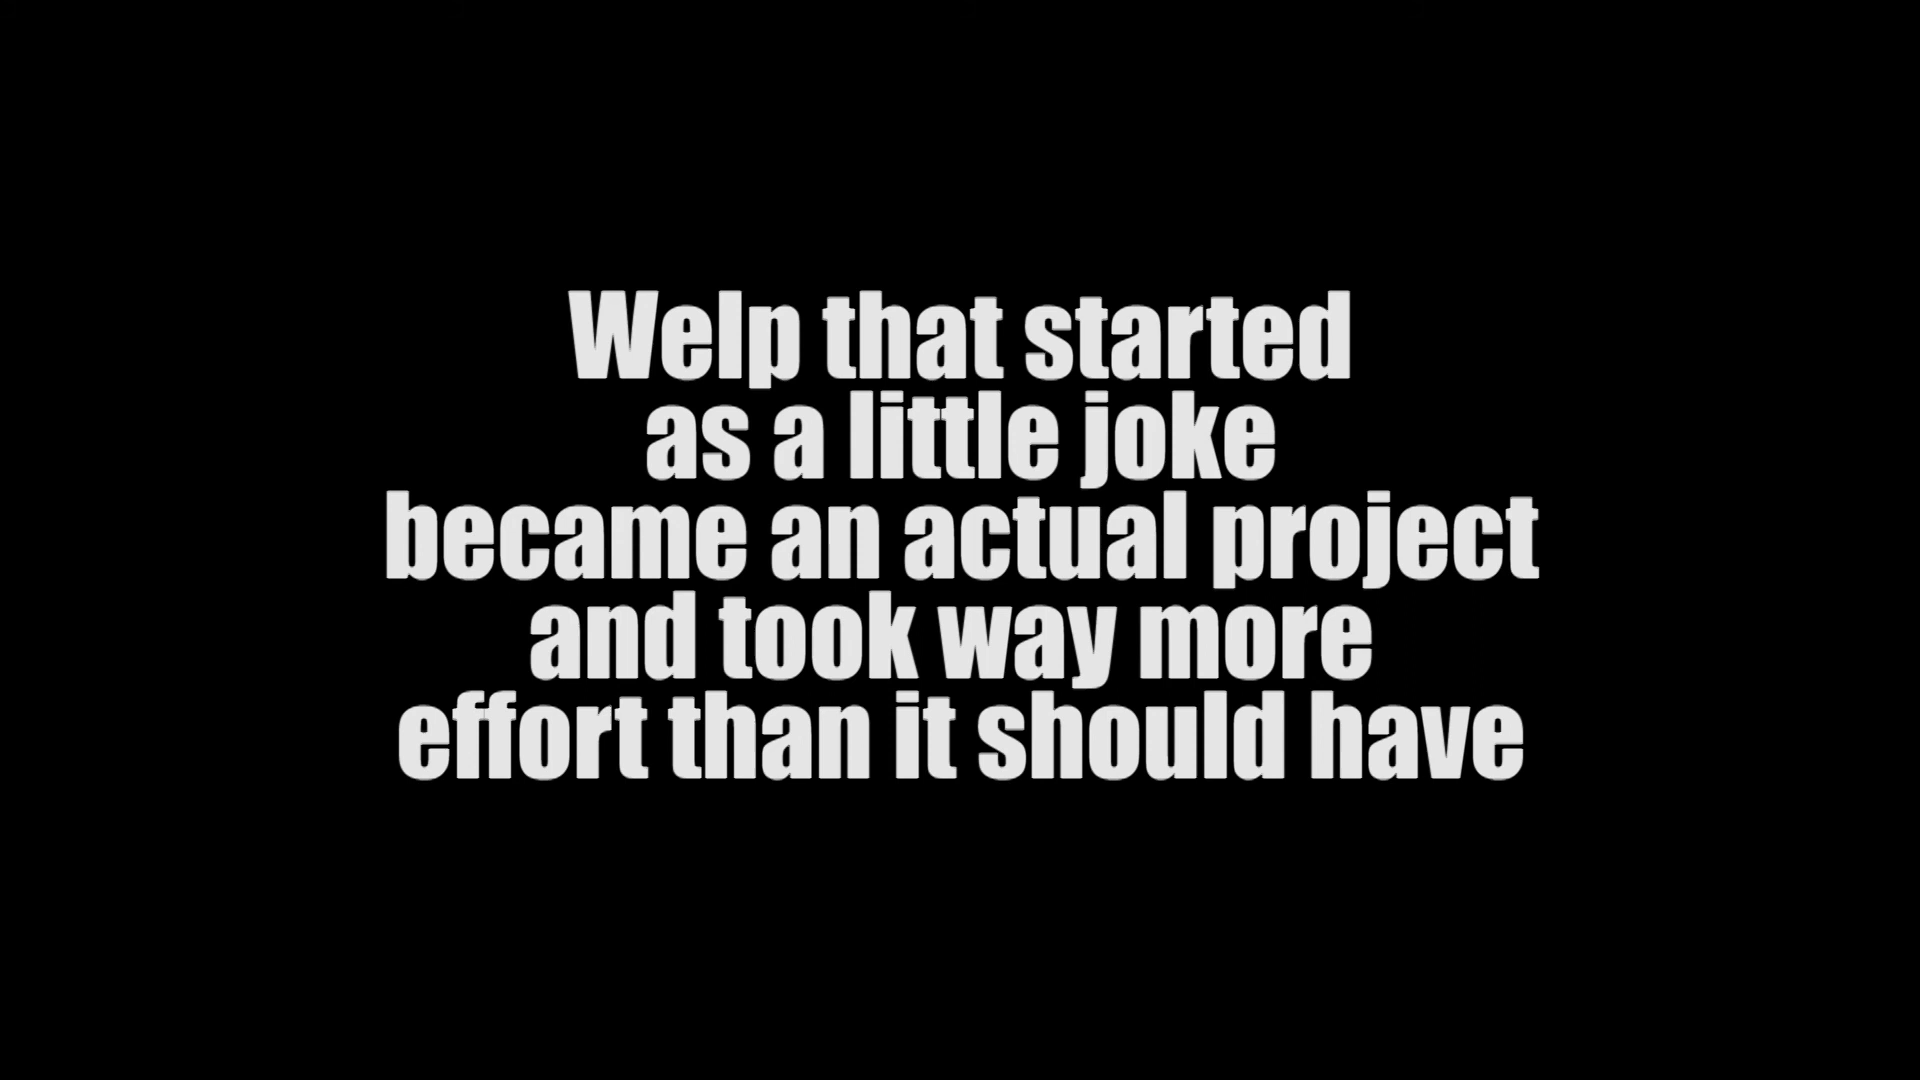 Welp that started
as a little joke
became an actual project
and took way more
effort than it should have